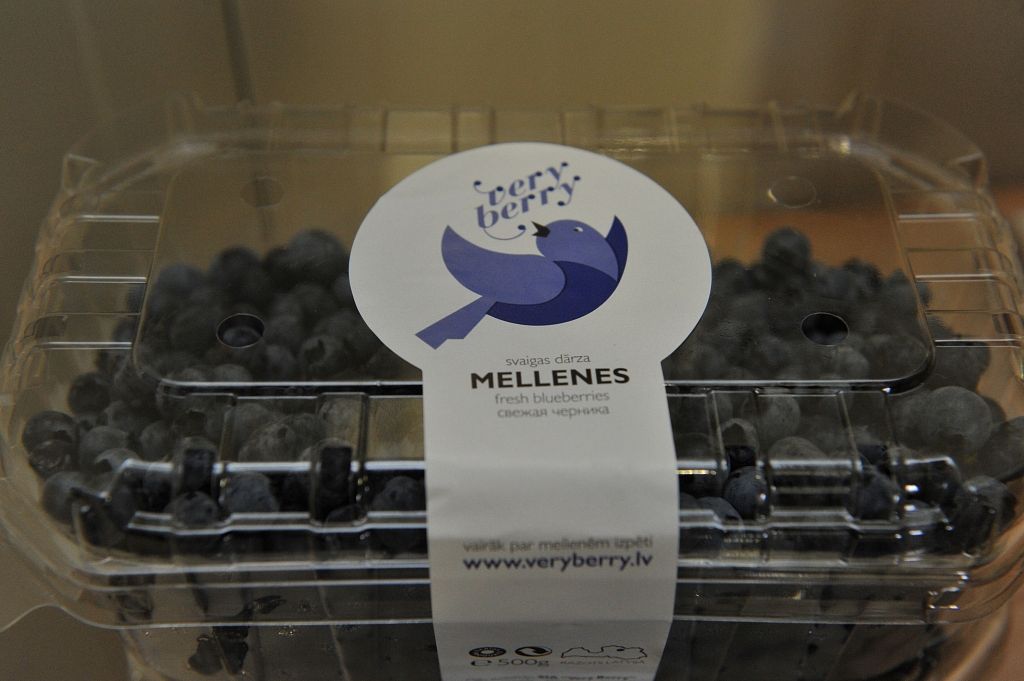 very
berry
svaigas dārza
MELLENES
fresh blueberries
свежая черника
vairāk par mellenēm izpēti
www.veryberry.lv
℮ 500g